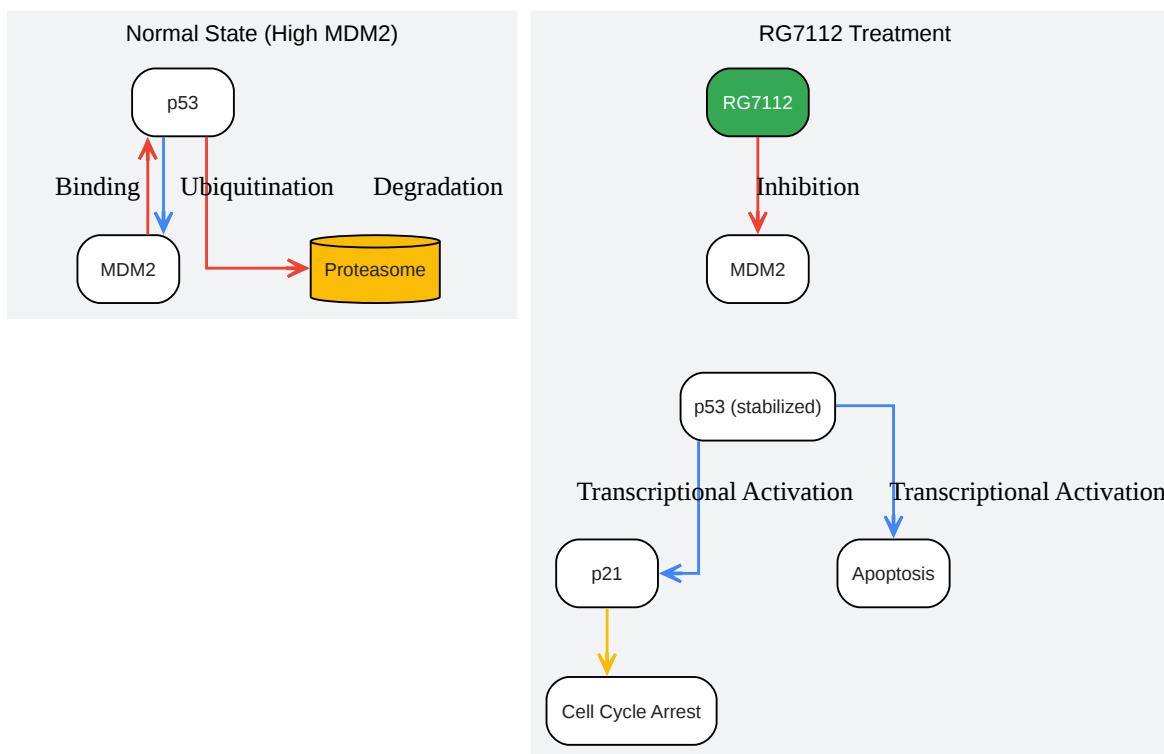 Normal State (High MDM2)
p53
Binding
Ubiquitination
Degradation
MDM2
Proteasome
RG7112 Treatment
RG7112
Inhibition
MDM2
p53 (stabilized)
Transcriptional Activation
Transcriptional Activation
p21
Apoptosis
Cell Cycle Arrest